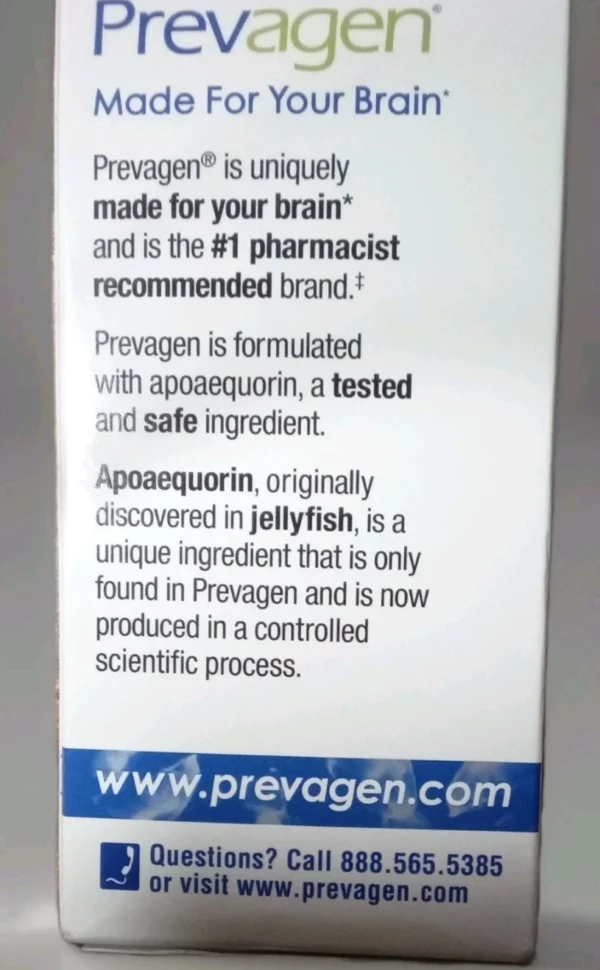 Prevagen®
Made For Your Brain*
Prevagen® is uniquely
made for your brain*
and is the #1 pharmacist
recommended brand.‡
Prevagen is formulated
with apoaequorin, a tested
and safe ingredient.
Apoaequorin, originally
discovered in jellyfish, is a
unique ingredient that is only
found in Prevagen and is now
produced in a controlled
scientific process.
www.prevagen.com
Questions? Call 888.565.5385
or visit www.prevagen.com